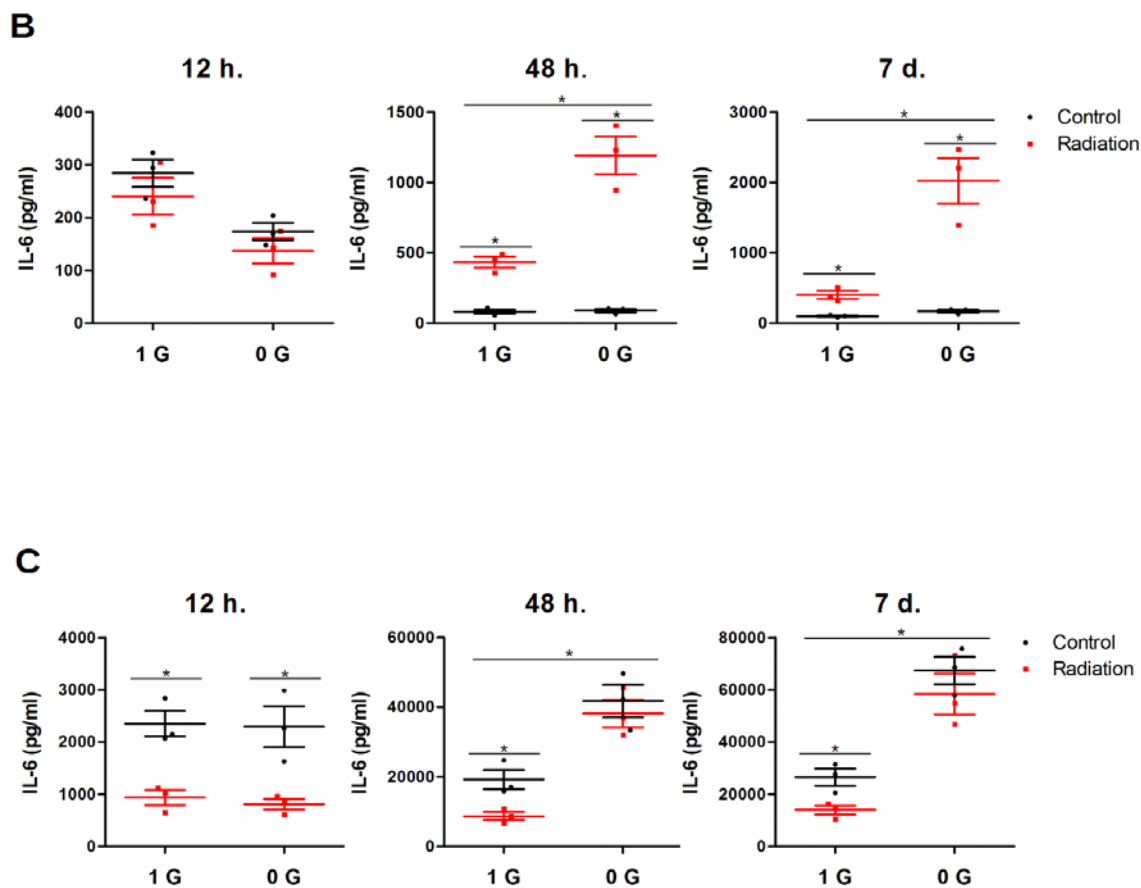 B
12 h.
48 h.
7 d.
IL-6 (pg/ml)
400
300
200
100
0
1 G
0 G
IL-6 (pg/ml)
1500
1000
500
0
*
*
*
1 G
0 G
IL-6 (pg/ml)
3000
2000
1000
0
*
*
*
1 G
0 G
Control
Radiation
C
12 h.
48 h.
7 d.
IL-6 (pg/ml)
4000
3000
2000
1000
0
*
*
1 G
0 G
IL-6 (pg/ml)
60000
40000
20000
0
*
*
1 G
0 G
IL-6 (pg/ml)
80000
60000
40000
20000
0
*
*
1 G
0 G
Control
Radiation